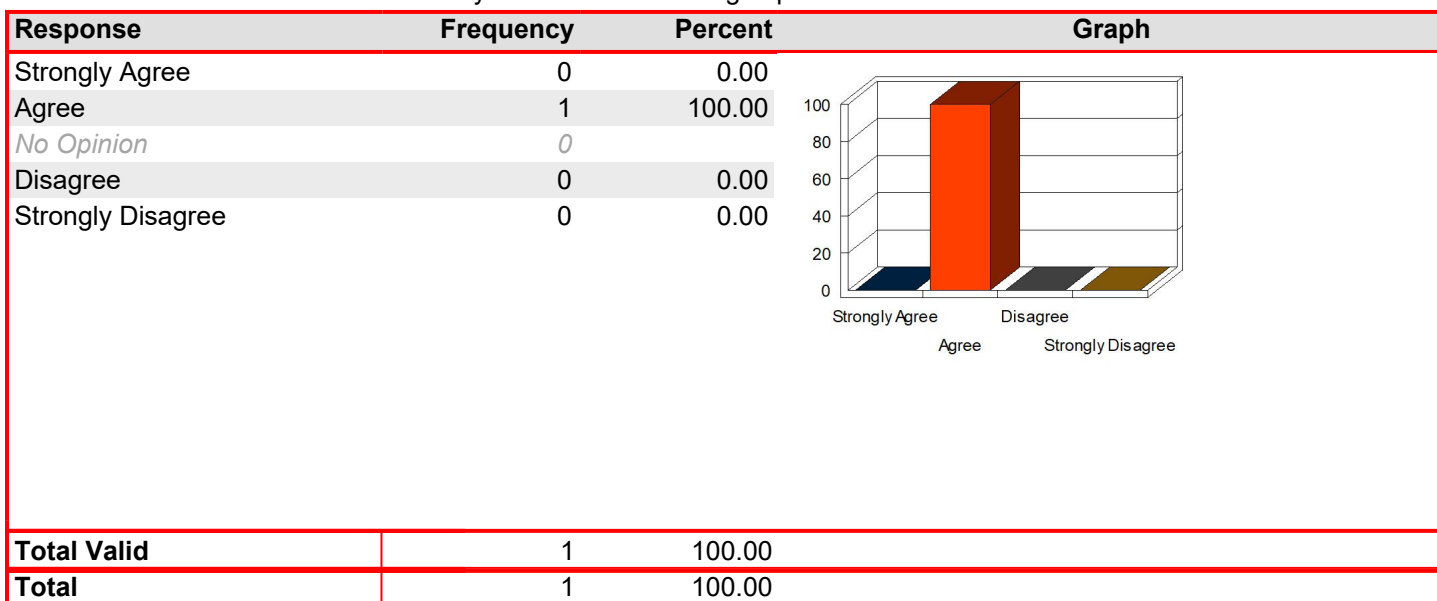 Response Frequency Percent Graph
Strongly Agree 0 0.00
Agree 1 100.00
No Opinion 0
Disagree 0 0.00
Strongly Disagree 0 0.00
100
80
60
40
20
0
Strongly Agree Disagree
Agree Strongly Disagree
Total Valid 1 100.00
Total 1 100.00